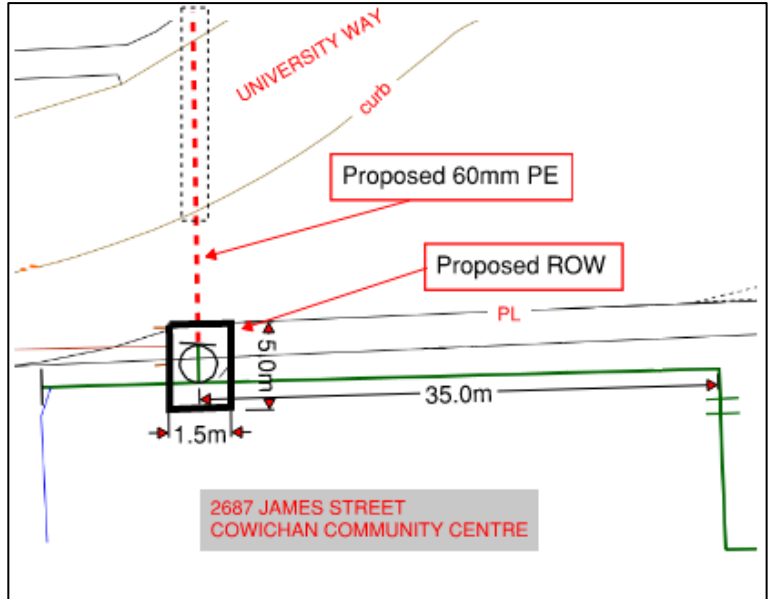 UNIVERSITY WAY
curb
Proposed 60mm PE
Proposed ROW
PL
5.0m
35.0m
1.5m
2687 JAMES STREET
COWICHAN COMMUNITY CENTRE